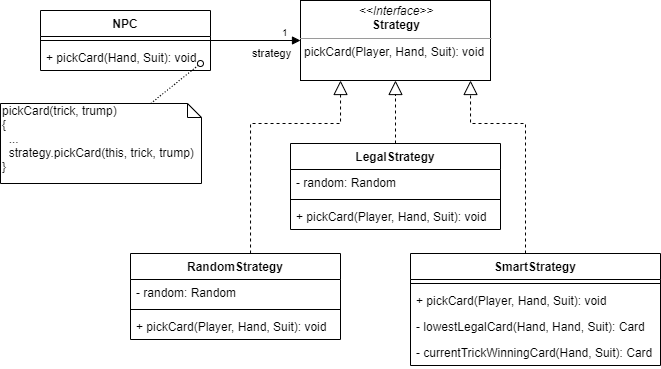 NPC
+ pickCard(Hand, Suit): void
1
strategy
<<Interface>>
Strategy
pickCard(Player, Hand, Suit): void
pickCard(trick, trump)
{
...
strategy.pickCard(this, trick, trump)
}
LegalStrategy
- random: Random
+ pickCard(Player, Hand, Suit): void
RandomStrategy
- random: Random
+ pickCard(Player, Hand, Suit): void
SmartStrategy
+ pickCard(Player, Hand, Suit): void
- lowestLegalCard(Hand, Hand, Suit): Card
- currentTrickWinningCard(Hand, Suit): Card